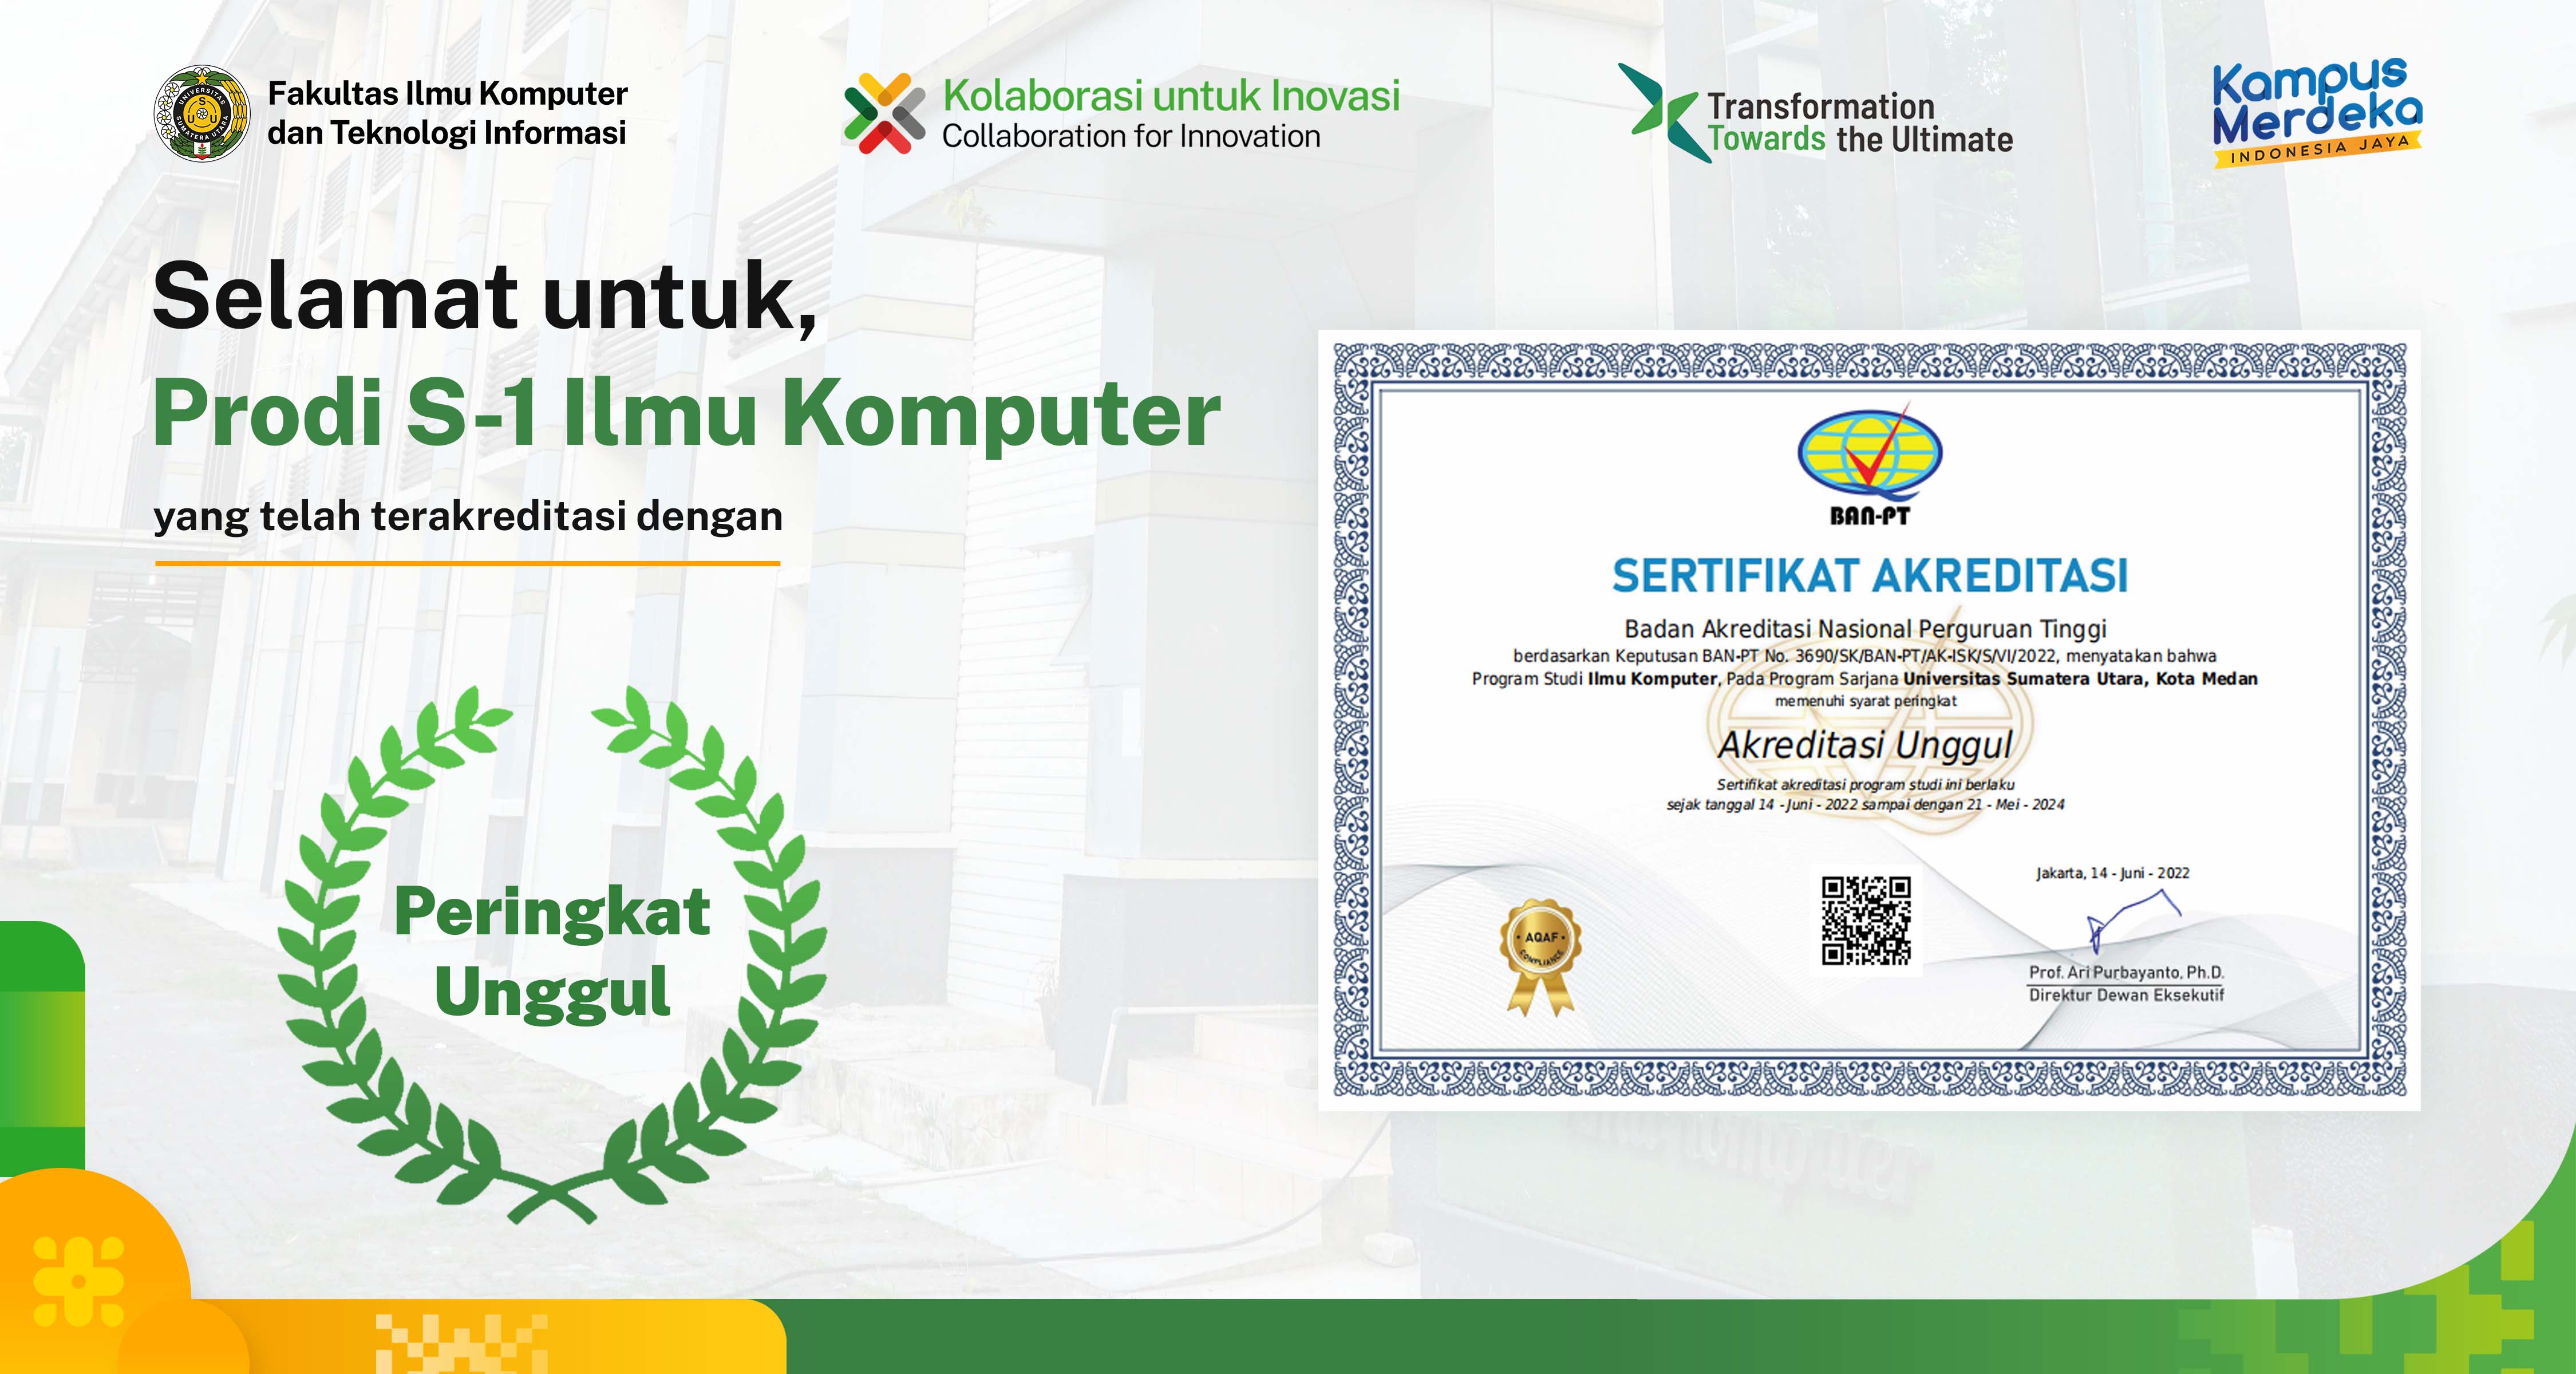 Fakultas Ilmu Komputer
dan Teknologi Informasi
UNIVERSITAS
SUMATERA UTARA
USU
Kolaborasi untuk Inovasi
Collaboration for Innovation
Transformation
Towards the Ultimate
Kampus
Merdeka
INDONESIA JAYA
Selamat untuk,
Prodi S-1 Ilmu Komputer
yang telah terakreditasi dengan
Peringkat
Unggul
BAN-PT
SERTIFIKAT AKREDITASI
Badan Akreditasi Nasional Perguruan Tinggi
berdasarkan Keputusan BAN-PT No. 3690/SK/BAN-PT/AK-ISK/S/VI/2022, menyatakan bahwa
Program Studi Ilmu Komputer, Pada Program Sarjana Universitas Sumatera Utara, Kota Medan
memenuhi syarat peringkat
Akreditasi Unggul
Sertifikat akreditasi program studi ini berlaku
sejak tanggal 14 - Juni - 2022 sampai dengan 21 - Mei - 2024
Jakarta, 14 - Juni - 2022
AQAF
COMPLIANCE
Prof. Ari Purbayanto, Ph.D.
Direktur Dewan Eksekutif